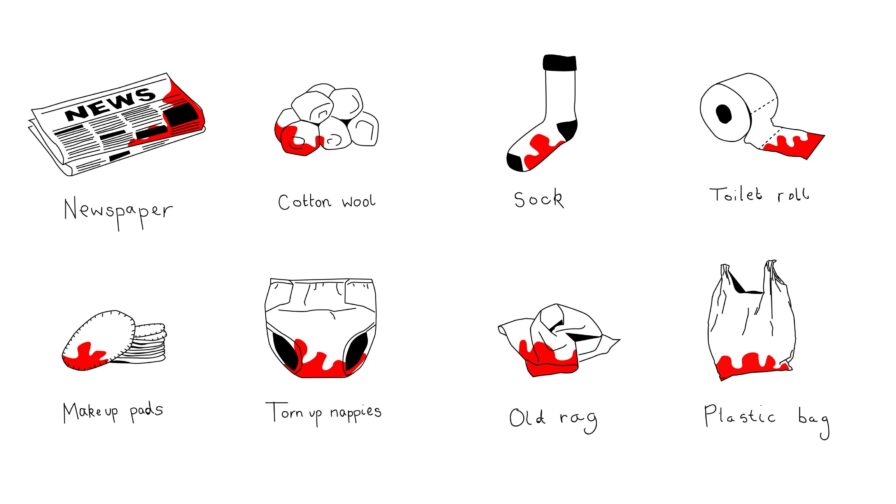 NEWS
Newspaper
Cotton wool
Sock
Toilet roll
Makeup pads
Torn up nappies
Old rag
Plastic bag